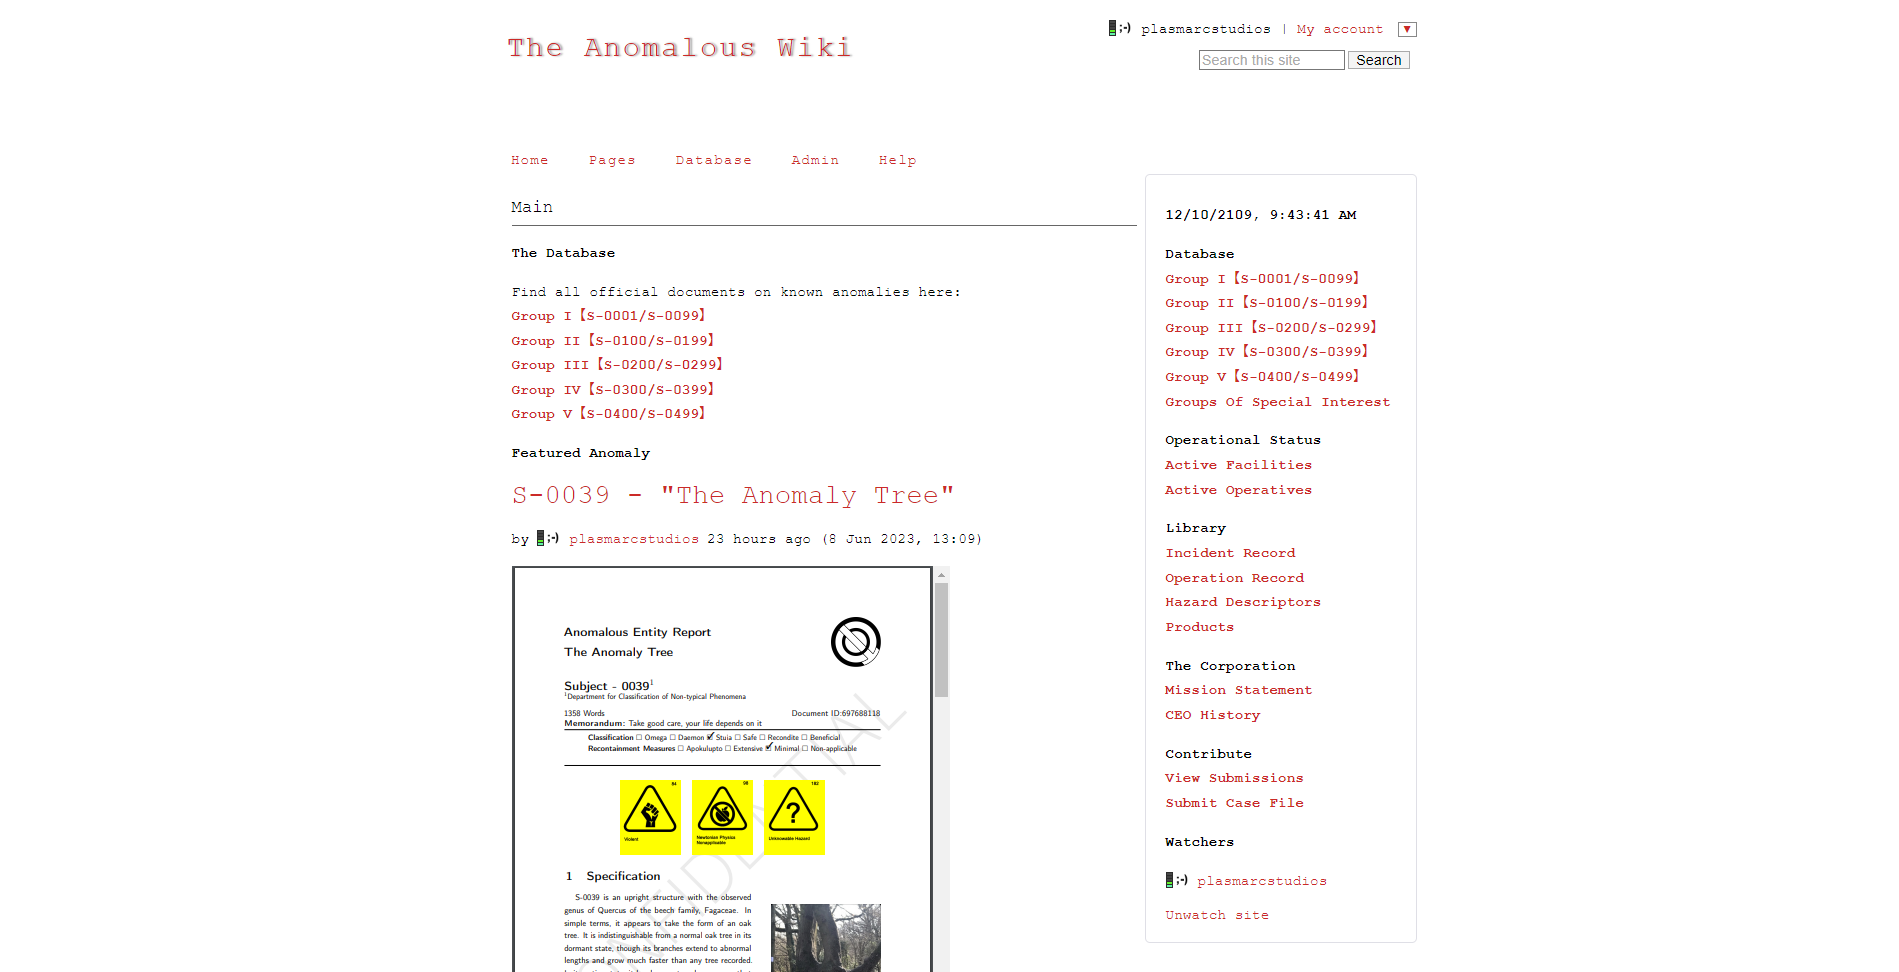 The Anomalous Wiki
;-) plasmarcstudios | My account ▼
Search this site Search
Home Pages Database Admin Help
Main
The Database
Find all official documents on known anomalies here:
Group I【S-0001/S-0099】
Group II【S-0100/S-0199】
Group III【S-0200/S-0299】
Group IV【S-0300/S-0399】
Group V【S-0400/S-0499】
Featured Anomaly
S-0039 - "The Anomaly Tree"
by ;-) plasmarcstudios 23 hours ago (8 Jun 2023, 13:09)
Anomalous Entity Report
The Anomaly Tree
Subject - 0039¹
¹Department for Classification of Non-typical Phenomena
1358 Words Document ID:697688118
Memorandum: Take good care, your life depends on it
Classification ☐ Omega ☐ Daemon ☑ Stuia ☐ Safe ☐ Recondite ☐ Beneficial
Recontainment Measures ☐ Apokulupto ☐ Extensive ☑ Minimal ☐ Non-applicable
84
Violent
98
Newtonian Physics
Nonapplicable
182
?
Unknowable Hazard
1 Specification
S-0039 is an upright structure with the observed
genus of Quercus of the beech family, Fagaceae. In
simple terms, it appears to take the form of an oak
tree. It is indistinguishable from a normal oak tree in its
dormant state, though its branches extend to abnormal
lengths and grow much faster than any tree recorded.
12/10/2109, 9:43:41 AM
Database
Group I【S-0001/S-0099】
Group II【S-0100/S-0199】
Group III【S-0200/S-0299】
Group IV【S-0300/S-0399】
Group V【S-0400/S-0499】
Groups Of Special Interest
Operational Status
Active Facilities
Active Operatives
Library
Incident Record
Operation Record
Hazard Descriptors
Products
The Corporation
Mission Statement
CEO History
Contribute
View Submissions
Submit Case File
Watchers
;-) plasmarcstudios
Unwatch site